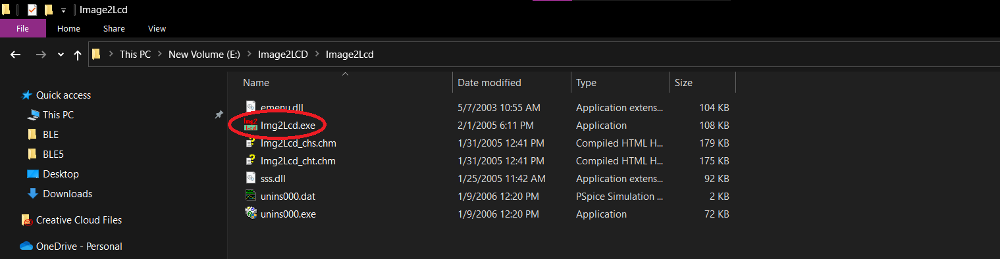 Image2Lcd
File Home Share View
This PC New Volume (E:) Image2LCD Image2Lcd
Quick access
This PC
BLE
BLE5
Desktop
Downloads
Creative Cloud Files
OneDrive - Personal
Name Date modified Type Size
emenu.dll 5/7/2003 10:55 AM Application extens... 104 KB
Img2Lcd.exe 2/1/2005 6:11 PM Application 108 KB
Img2Lcd_chs.chm 1/31/2005 12:41 PM Compiled HTML H... 179 KB
Img2Lcd_cht.chm 1/31/2005 12:41 PM Compiled HTML H... 175 KB
sss.dll 1/25/2005 11:42 AM Application extens... 92 KB
unins000.dat 1/9/2006 12:20 PM PSpice Simulation ... 2 KB
unins000.exe 1/9/2006 12:20 PM Application 72 KB